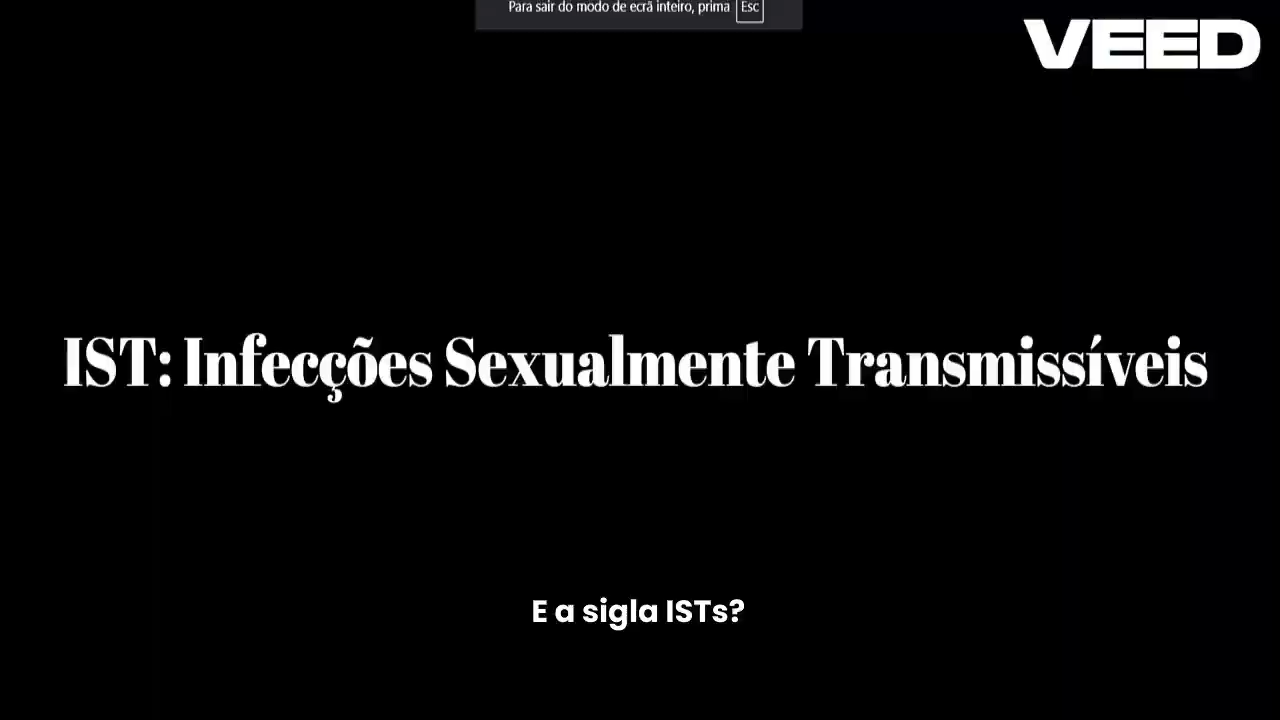 Para sair do modo de ecrã inteiro, prima Esc
VEED
IST: Infecções Sexualmente Transmissíveis
E a sigla ISTs?